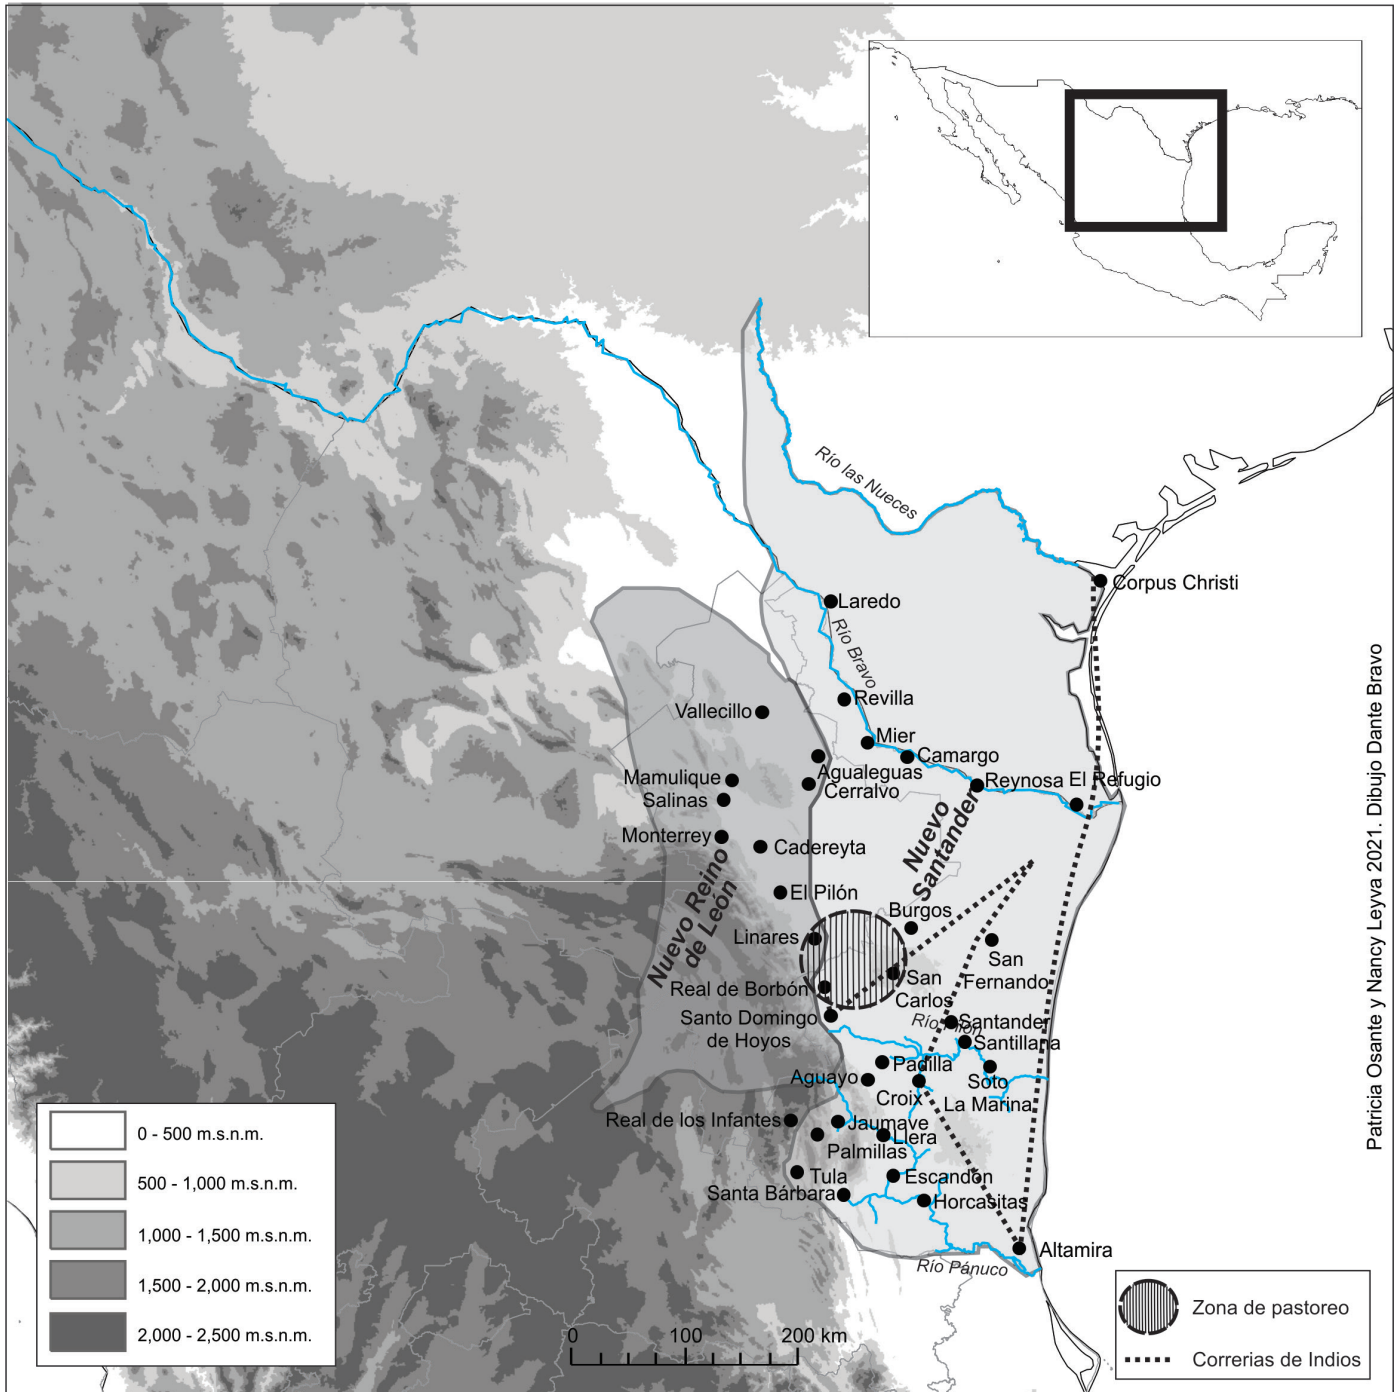 Río las Nueces
Corpus Christi
Laredo
Río Bravo
Revilla
Vallecillo
Mier
Camargo
Agualeguas
Cerralvo
Reynosa
El Refugio
Mamulique
Salinas
Monterrey
Cadereyta
Nuevo
Santander
Nuevo Reino
de León
El Pilón
Burgos
Linares
San
Fernando
San
Carlos
Real de Borbón
Santo Domingo
de Hoyos
Río Pilón
Santander
Santillana
Padilla
Aguayo
Croix
Soto
La Marina
Real de los Infantes
Jaumave
Llera
Palmillas
Tula
Escandón
Santa Bárbara
Horcasitas
Altamira
Río Pánuco
0 - 500 m.s.n.m.
500 - 1,000 m.s.n.m.
1,000 - 1,500 m.s.n.m.
1,500 - 2,000 m.s.n.m.
2,000 - 2,500 m.s.n.m.
0 100 200 km
Zona de pastoreo
Correrias de Indios
Patricia Osante y Nancy Leyva 2021. Dibujo Dante Bravo